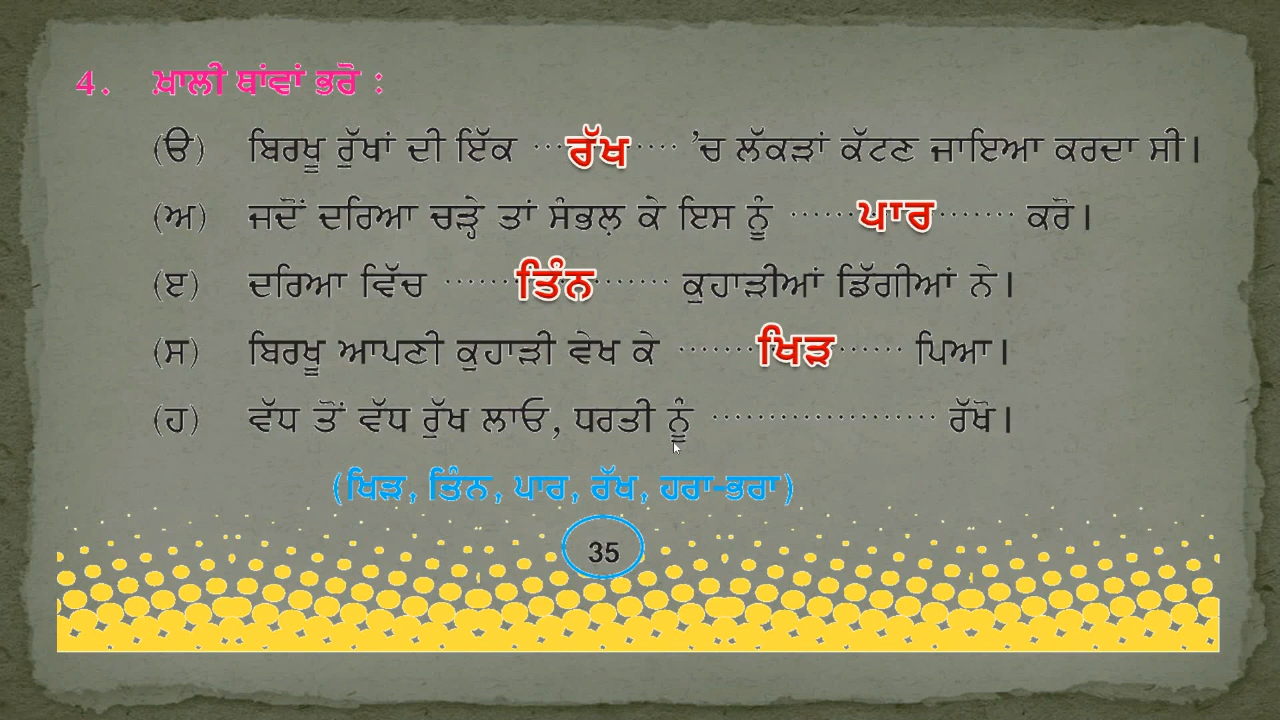 4. ਖ਼ਾਲੀ ਥਾਂਵਾਂ ਭਰੋ :
(ੳ) ਬਿਰਖੂ ਰੁੱਖਾਂ ਦੀ ਇੱਕ ...ਰੱਖ.... 'ਚ ਲੱਕੜਾਂ ਕੱਟਣ ਜਾਇਆ ਕਰਦਾ ਸੀ।
(ਅ) ਜਦੋਂ ਦਰਿਆ ਚੜ੍ਹੇ ਤਾਂ ਸੰਭਲ਼ ਕੇ ਇਸ ਨੂੰ ......ਪਾਰ....... ਕਰੋ।
(ੲ) ਦਰਿਆ ਵਿੱਚ ......ਤਿੰਨ....... ਕੁਹਾੜੀਆਂ ਡਿੱਗੀਆਂ ਨੇ।
(ਸ) ਬਿਰਖੂ ਆਪਣੀ ਕੁਹਾੜੀ ਵੇਖ ਕੇ .......ਖਿੜ...... ਪਿਆ।
(ਹ) ਵੱਧ ਤੋਂ ਵੱਧ ਰੁੱਖ ਲਾਓ, ਧਰਤੀ ਨੂੰ .................... ਰੱਖੋ।
(ਖਿੜ, ਤਿੰਨ, ਪਾਰ, ਰੱਖ, ਹਰਾ-ਭਰਾ)
35